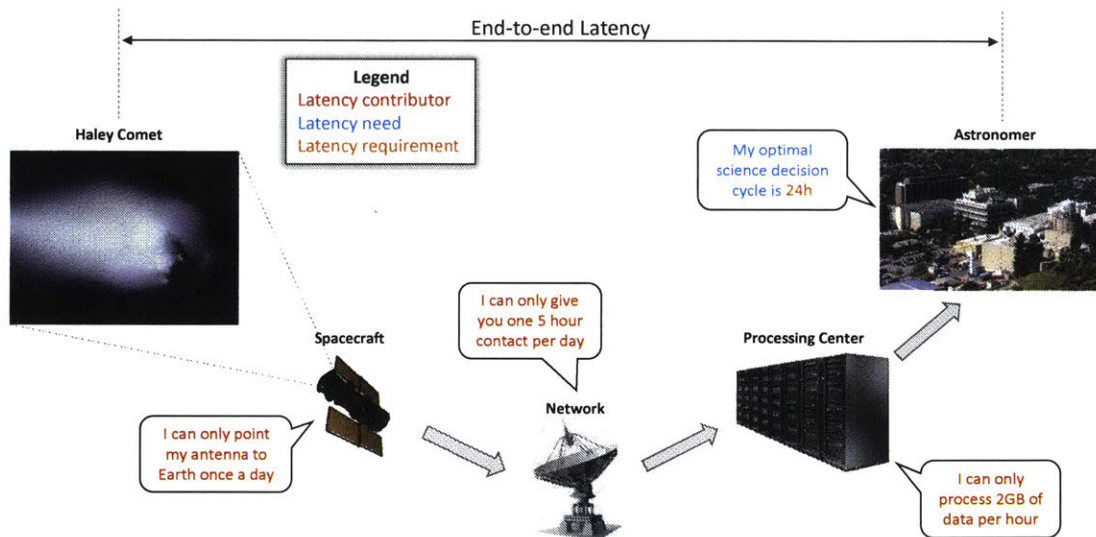 End-to-end Latency
Legend
Latency contributor
Latency need
Latency requirement
Haley Comet
Astronomer
My optimal
science decision
cycle is 24h
I can only give
you one 5 hour
contact per day
Spacecraft
Processing Center
Network
I can only point
my antenna to
Earth once a day
I can only
process 2GB of
data per hour